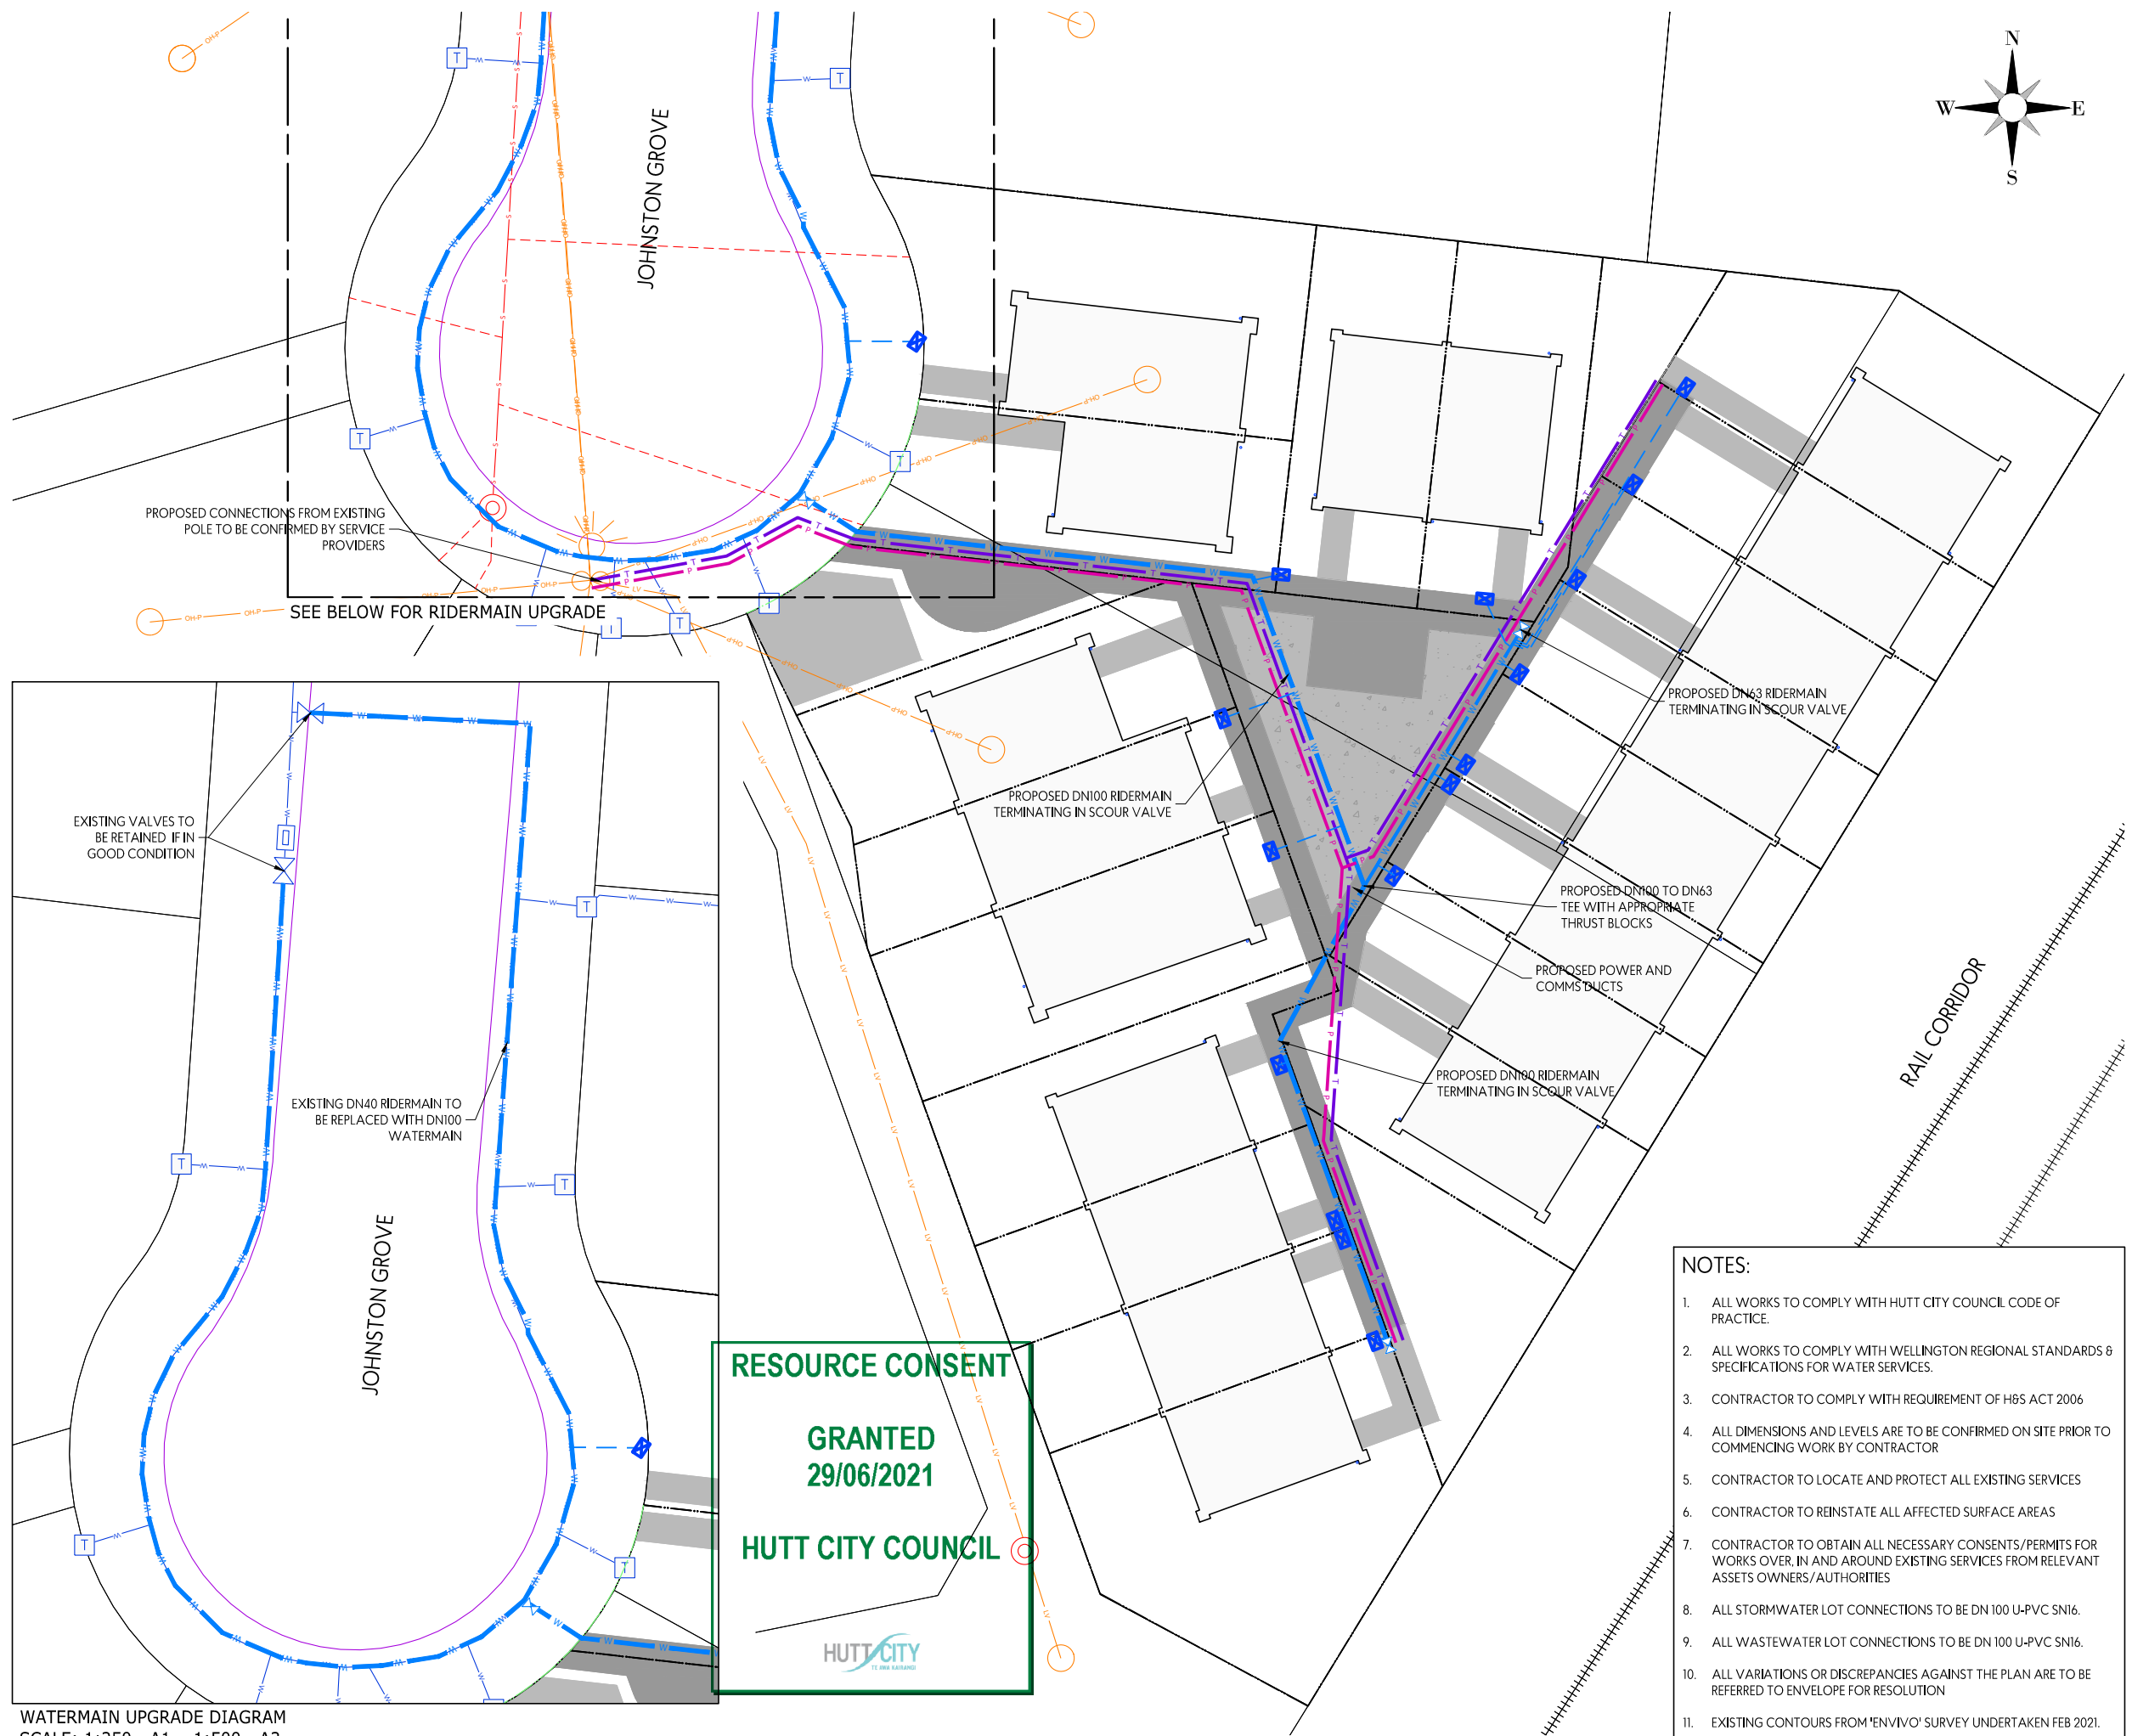 N
W
E
S
JOHNSTON GROVE
PROPOSED CONNECTIONS FROM EXISTING
POLE TO BE CONFIRMED BY SERVICE
PROVIDERS
SEE BELOW FOR RIDERMAIN UPGRADE
PROPOSED DN63 RIDERMAIN
TERMINATING IN SCOUR VALVE
PROPOSED DN100 RIDERMAIN
TERMINATING IN SCOUR VALVE
PROPOSED DN100 TO DN63
TEE WITH APPROPRIATE
THRUST BLOCKS
PROPOSED POWER AND
COMMS DUCTS
PROPOSED DN100 RIDERMAIN
TERMINATING IN SCOUR VALVE
RAIL CORRIDOR
EXISTING VALVES TO
BE RETAINED IF IN
GOOD CONDITION
EXISTING DN40 RIDERMAIN TO
BE REPLACED WITH DN100
WATERMAIN
JOHNSTON GROVE
RESOURCE CONSENT
GRANTED
29/06/2021
HUTT CITY COUNCIL
HUTT CITY
NOTES:
1. ALL WORKS TO COMPLY WITH HUTT CITY COUNCIL CODE OF
PRACTICE.
2. ALL WORKS TO COMPLY WITH WELLINGTON REGIONAL STANDARDS &
SPECIFICATIONS FOR WATER SERVICES.
3. CONTRACTOR TO COMPLY WITH REQUIREMENT OF H&S ACT 2006
4. ALL DIMENSIONS AND LEVELS ARE TO BE CONFIRMED ON SITE PRIOR TO
COMMENCING WORK BY CONTRACTOR
5. CONTRACTOR TO LOCATE AND PROTECT ALL EXISTING SERVICES
6. CONTRACTOR TO REINSTATE ALL AFFECTED SURFACE AREAS
7. CONTRACTOR TO OBTAIN ALL NECESSARY CONSENTS/PERMITS FOR
WORKS OVER, IN AND AROUND EXISTING SERVICES FROM RELEVANT
ASSETS OWNERS/AUTHORITIES
8. ALL STORMWATER LOT CONNECTIONS TO BE DN 100 U-PVC SN16.
9. ALL WASTEWATER LOT CONNECTIONS TO BE DN 100 U-PVC SN16.
10. ALL VARIATIONS OR DISCREPANCIES AGAINST THE PLAN ARE TO BE
REFERRED TO ENVELOPE FOR RESOLUTION
11. EXISTING CONTOURS FROM 'ENVIVO' SURVEY UNDERTAKEN FEB 2021.
WATERMAIN UPGRADE DIAGRAM